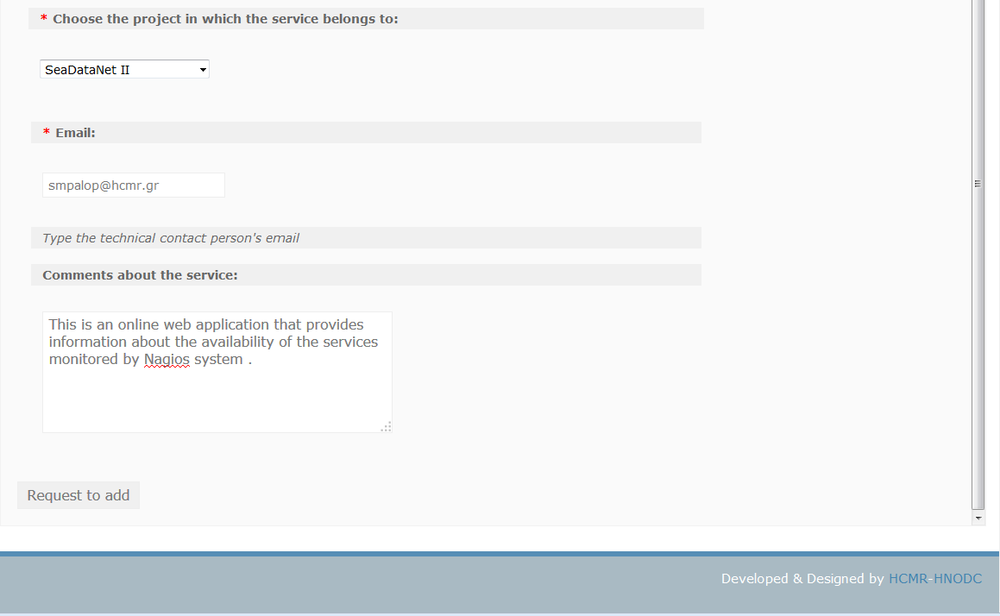 * Choose the project in which the service belongs to:
SeaDataNet II
* Email:
smpalop@hcmr.gr
Type the technical contact person's email
Comments about the service:
This is an online web application that provides
information about the availability of the services
monitored by Nagios system .
Request to add
Developed & Designed by HCMR-HNODC